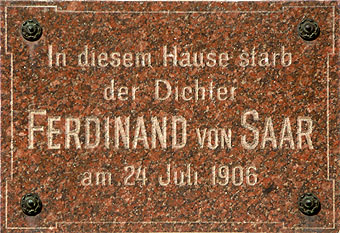 In diesem Hause starb
der Dichter
FERDINAND VON SAAR
am 24 Juli 1906